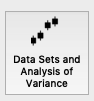 Data Sets and
Analysis of
Variance